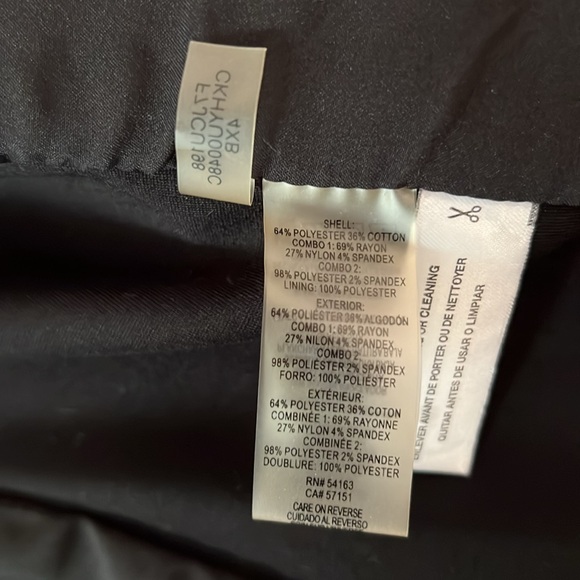 BXA
CKHYU0048C
F21CU168
SHELL:
64% POLYESTER 36% COTTON
COMBO 1: 69% RAYON
27% NYLON 4% SPANDEX
COMBO 2:
98% POLYESTER 2% SPANDEX
LINING: 100% POLYESTER
EXTERIOR:
64% POLIÉSTER 36% ALGODÓN
COMBO 1: 69% RAYON
27% NILON 4% SPANDEX
COMBO 2:
98% POLIÉSTER 2% SPANDEX
FORRO: 100% POLIÉSTER
EXTÉRIEUR:
64% POLYESTER 36% COTON
COMBINÉE 1: 69% RAYONNE
27% NYLON 4% SPANDEX
COMBINÉE 2:
98% POLYESTER 2% SPANDEX
DOUBLURE: 100% POLYESTER
RN# 54163
CA# 57151
CARE ON REVERSE
CUIDADO AL REVERSO
OR CLEANING
ENLEVER AVANT DE PORTER OU DE NETTOYER
QUITAR ANTES DE USAR O LIMPIAR